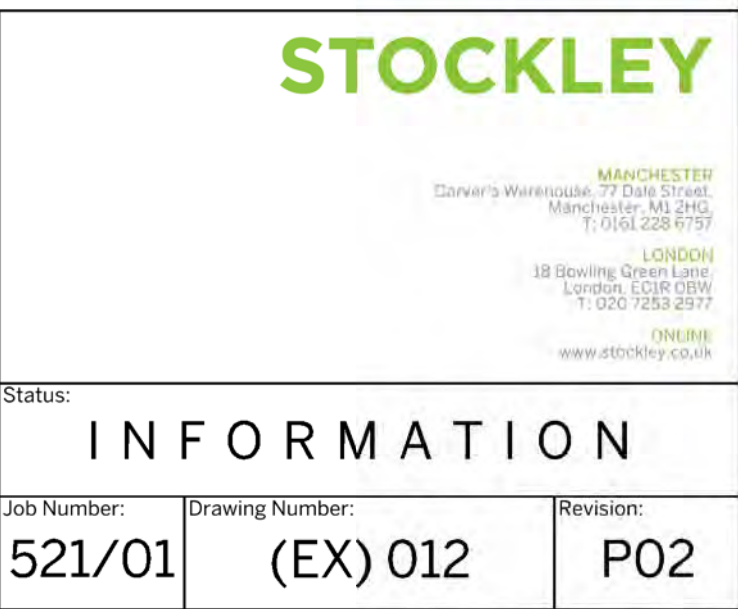 STOCKLEY
MANCHESTER
Carver's Warehouse, 77 Dale Street,
Manchester, M1 2HG.
T: 0161 228 6757
LONDON
18 Bowling Green Lane,
London, EC1R 0BW
T: 020 7253 2977
ONLINE
www.stockley.co.uk
Status:
INFORMATION
Job Number:
521/01
Drawing Number:
(EX) 012
Revision:
P02